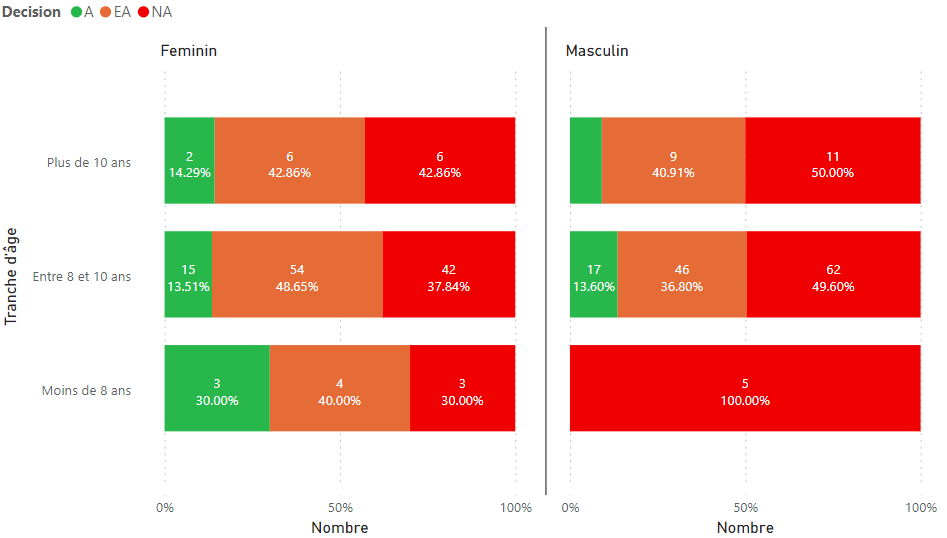 Decision A EA NA
Feminin
Masculin
Tranche d'âge
Plus de 10 ans
2 6 6
14.29% 42.86% 42.86%
9 11
40.91% 50.00%
Entre 8 et 10 ans
15 54 42
13.51% 48.65% 37.84%
17 46 62
13.60% 36.80% 49.60%
Moins de 8 ans
3 4 3
30.00% 40.00% 30.00%
5
100.00%
0% 50% 100%
0% 50% 100%
Nombre
Nombre